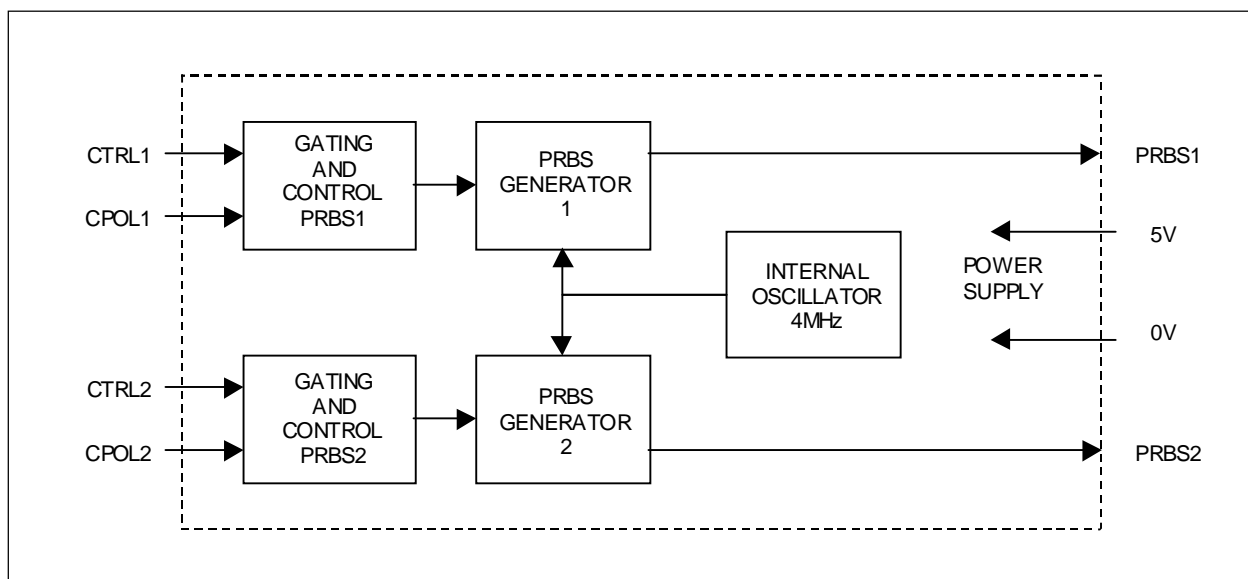 CTRL1
CPOL1
GATING
AND
CONTROL
PRBS1
PRBS
GENERATOR
1
PRBS1
5V
POWER
SUPPLY
0V
INTERNAL
OSCILLATOR
4MHz
CTRL2
CPOL2
GATING
AND
CONTROL
PRBS2
PRBS
GENERATOR
2
PRBS2